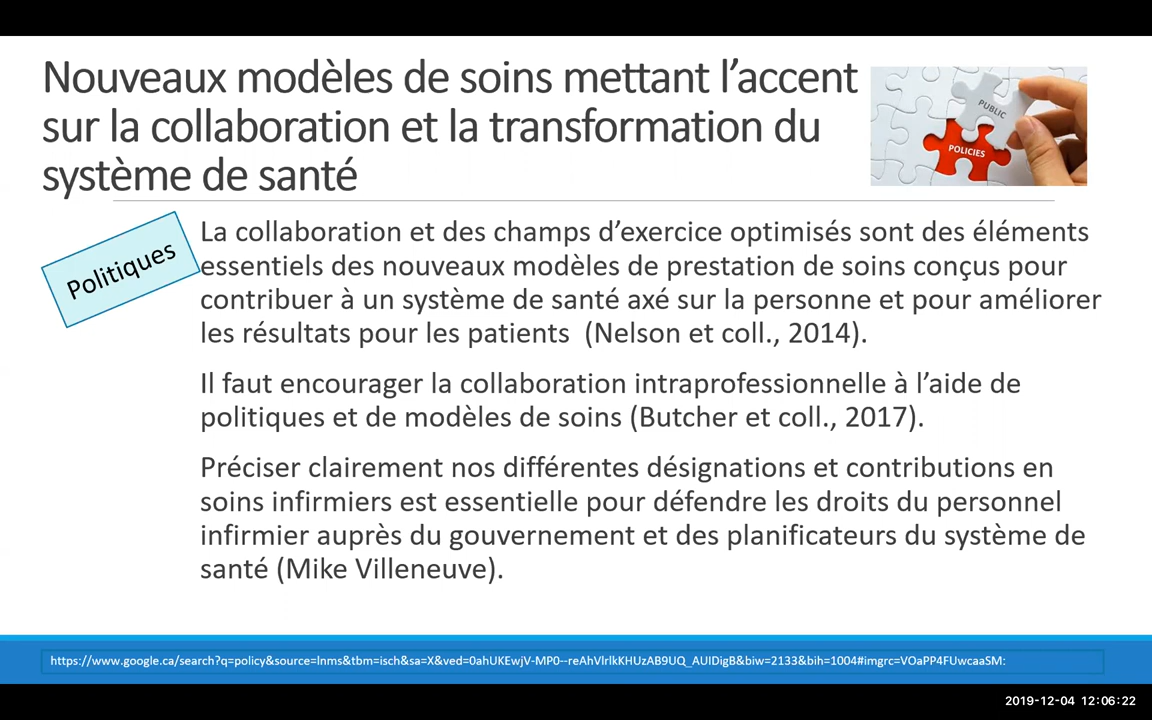 Nouveaux modèles de soins mettant l’accent
sur la collaboration et la transformation du
système de santé
PUBLIC
POLICIES
Politiques
La collaboration et des champs d’exercice optimisés sont des éléments
essentiels des nouveaux modèles de prestation de soins conçus pour
contribuer à un système de santé axé sur la personne et pour améliorer
les résultats pour les patients  (Nelson et coll., 2014).
Il faut encourager la collaboration intraprofessionnelle à l’aide de
politiques et de modèles de soins (Butcher et coll., 2017).
Préciser clairement nos différentes désignations et contributions en
soins infirmiers est essentielle pour défendre les droits du personnel
infirmier auprès du gouvernement et des planificateurs du système de
santé (Mike Villeneuve).
https://www.google.ca/search?q=policy&source=lnms&tbm=isch&sa=X&ved=0ahUKEwjV-MP0--reAhVlrlkKHUzAB9UQ_AUIDigB&biw=2133&bih=1004#imgrc=VOaPP4FUwcaaSM:
2019-12-04 12:06:22